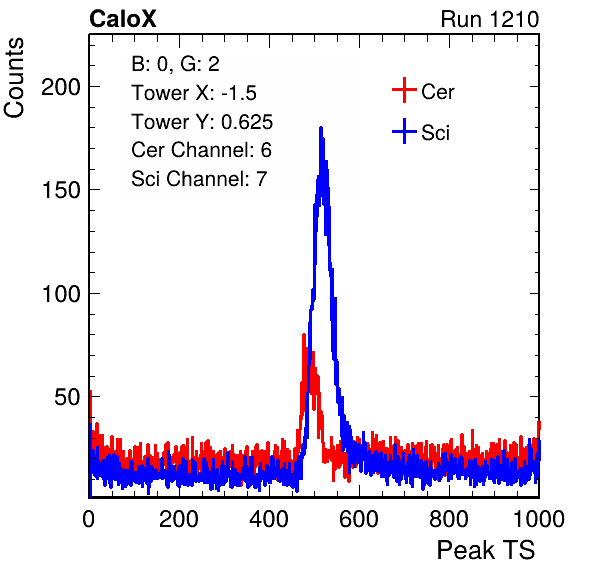 CaloX Run 1210
Counts
B: 0, G: 2
Tower X: -1.5
Tower Y: 0.625
Cer Channel: 6
Sci Channel: 7
Cer
Sci
200
150
100
50
0 200 400 600 800 1000
Peak TS